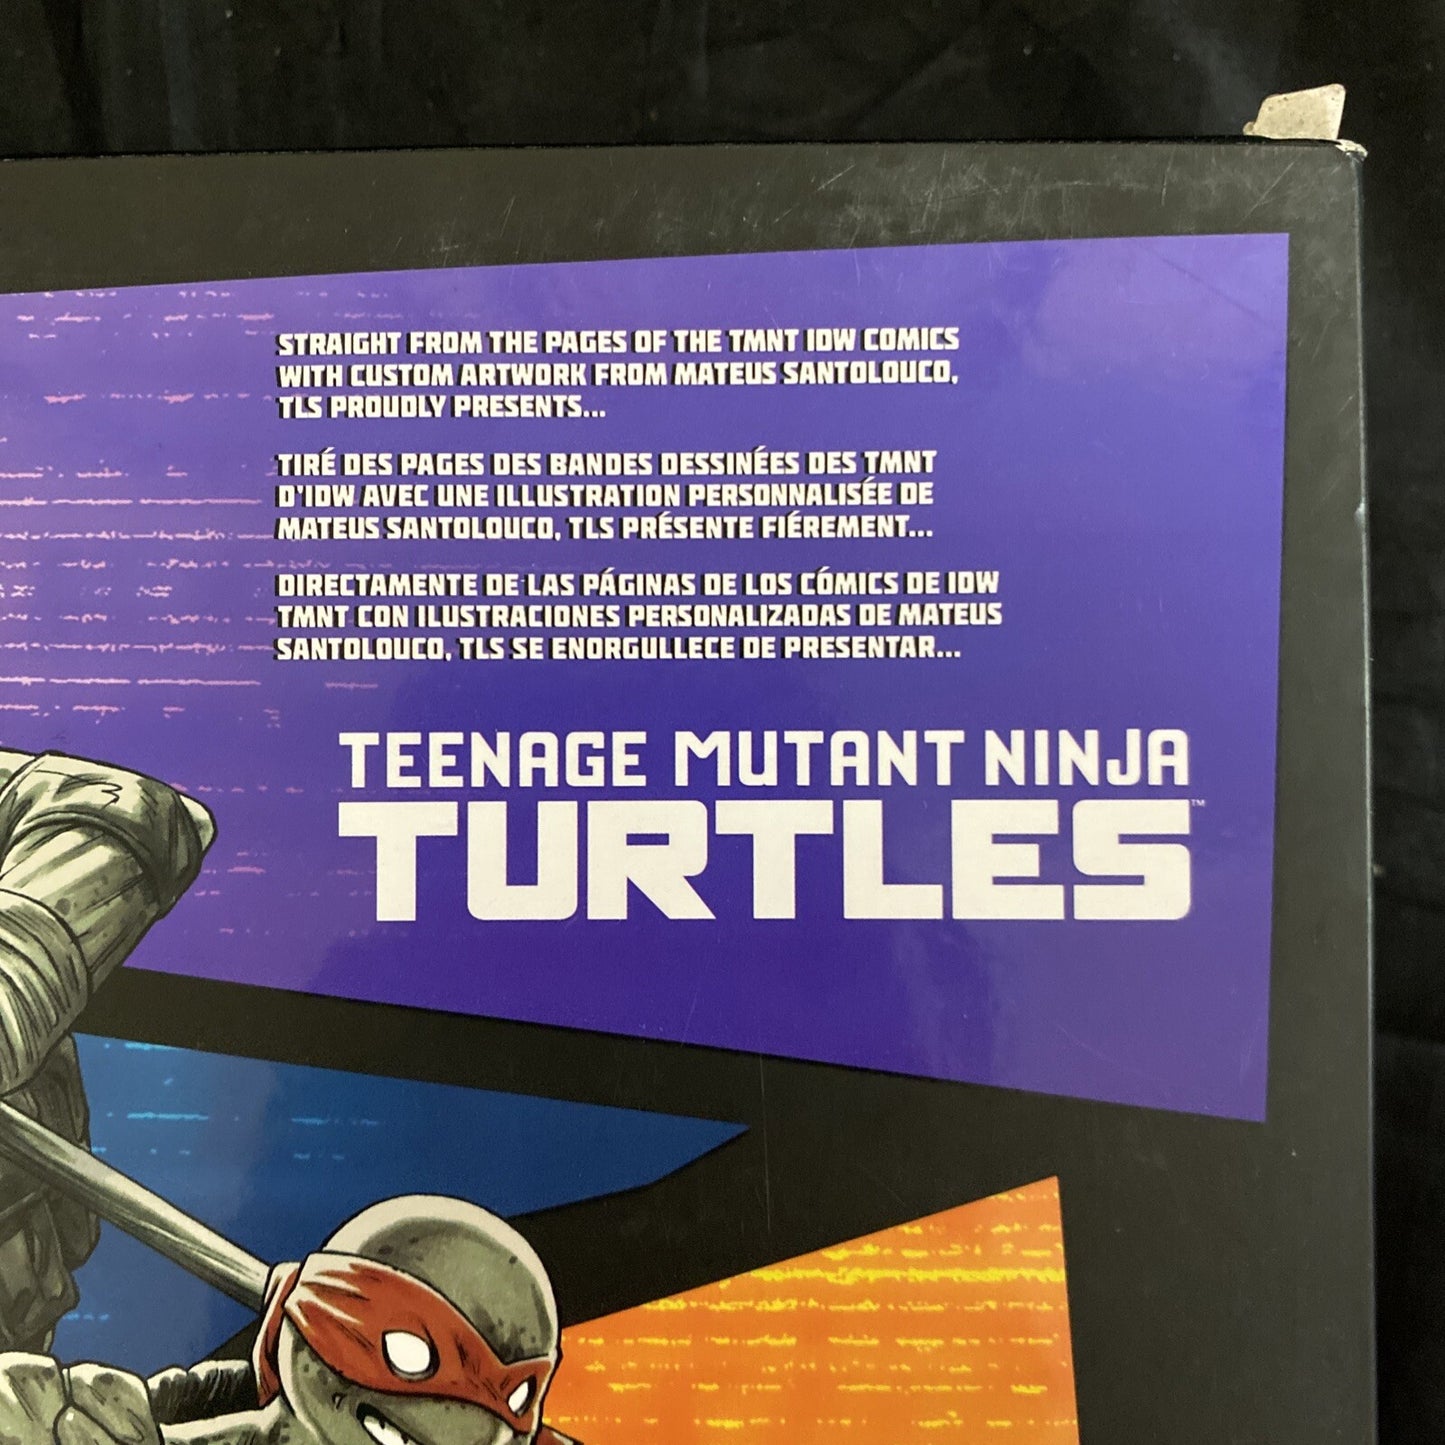 STRAIGHT FROM THE PAGES OF THE TMNT IDW COMICS
WITH CUSTOM ARTWORK FROM MATEUS SANTOLOUCO,
TLS PROUDLY PRESENTS...
TIRÉ DES PAGES DES BANDES DESSINÉES DES TMNT
D'IDW AVEC UNE ILLUSTRATION PERSONNALISÉE DE
MATEUS SANTOLOUCO, TLS PRÉSENTE FIÉREMENT...
DIRECTAMENTE DE LAS PÁGINAS DE LOS CÓMICS DE IDW
TMNT CON ILUSTRACIONES PERSONALIZADAS DE MATEUS
SANTOLOUCO, TLS SE ENORGULLECE DE PRESENTAR...
TEENAGE MUTANT NINJA
TURTLES™